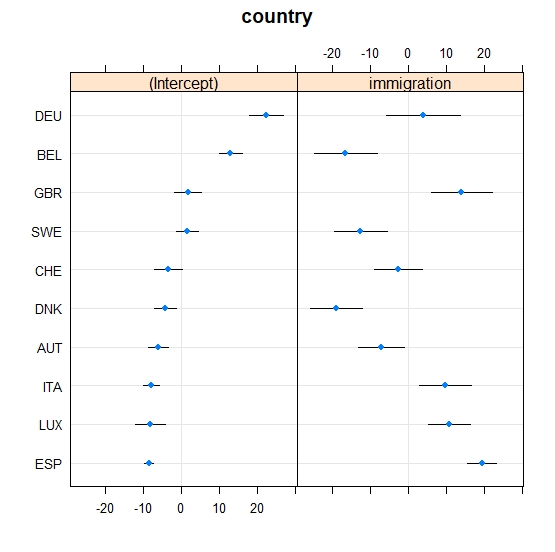 country
-20 -10 0 10 20
(Intercept) immigration
DEU
BEL
GBR
SWE
CHE
DNK
AUT
ITA
LUX
ESP
-20 -10 0 10 20